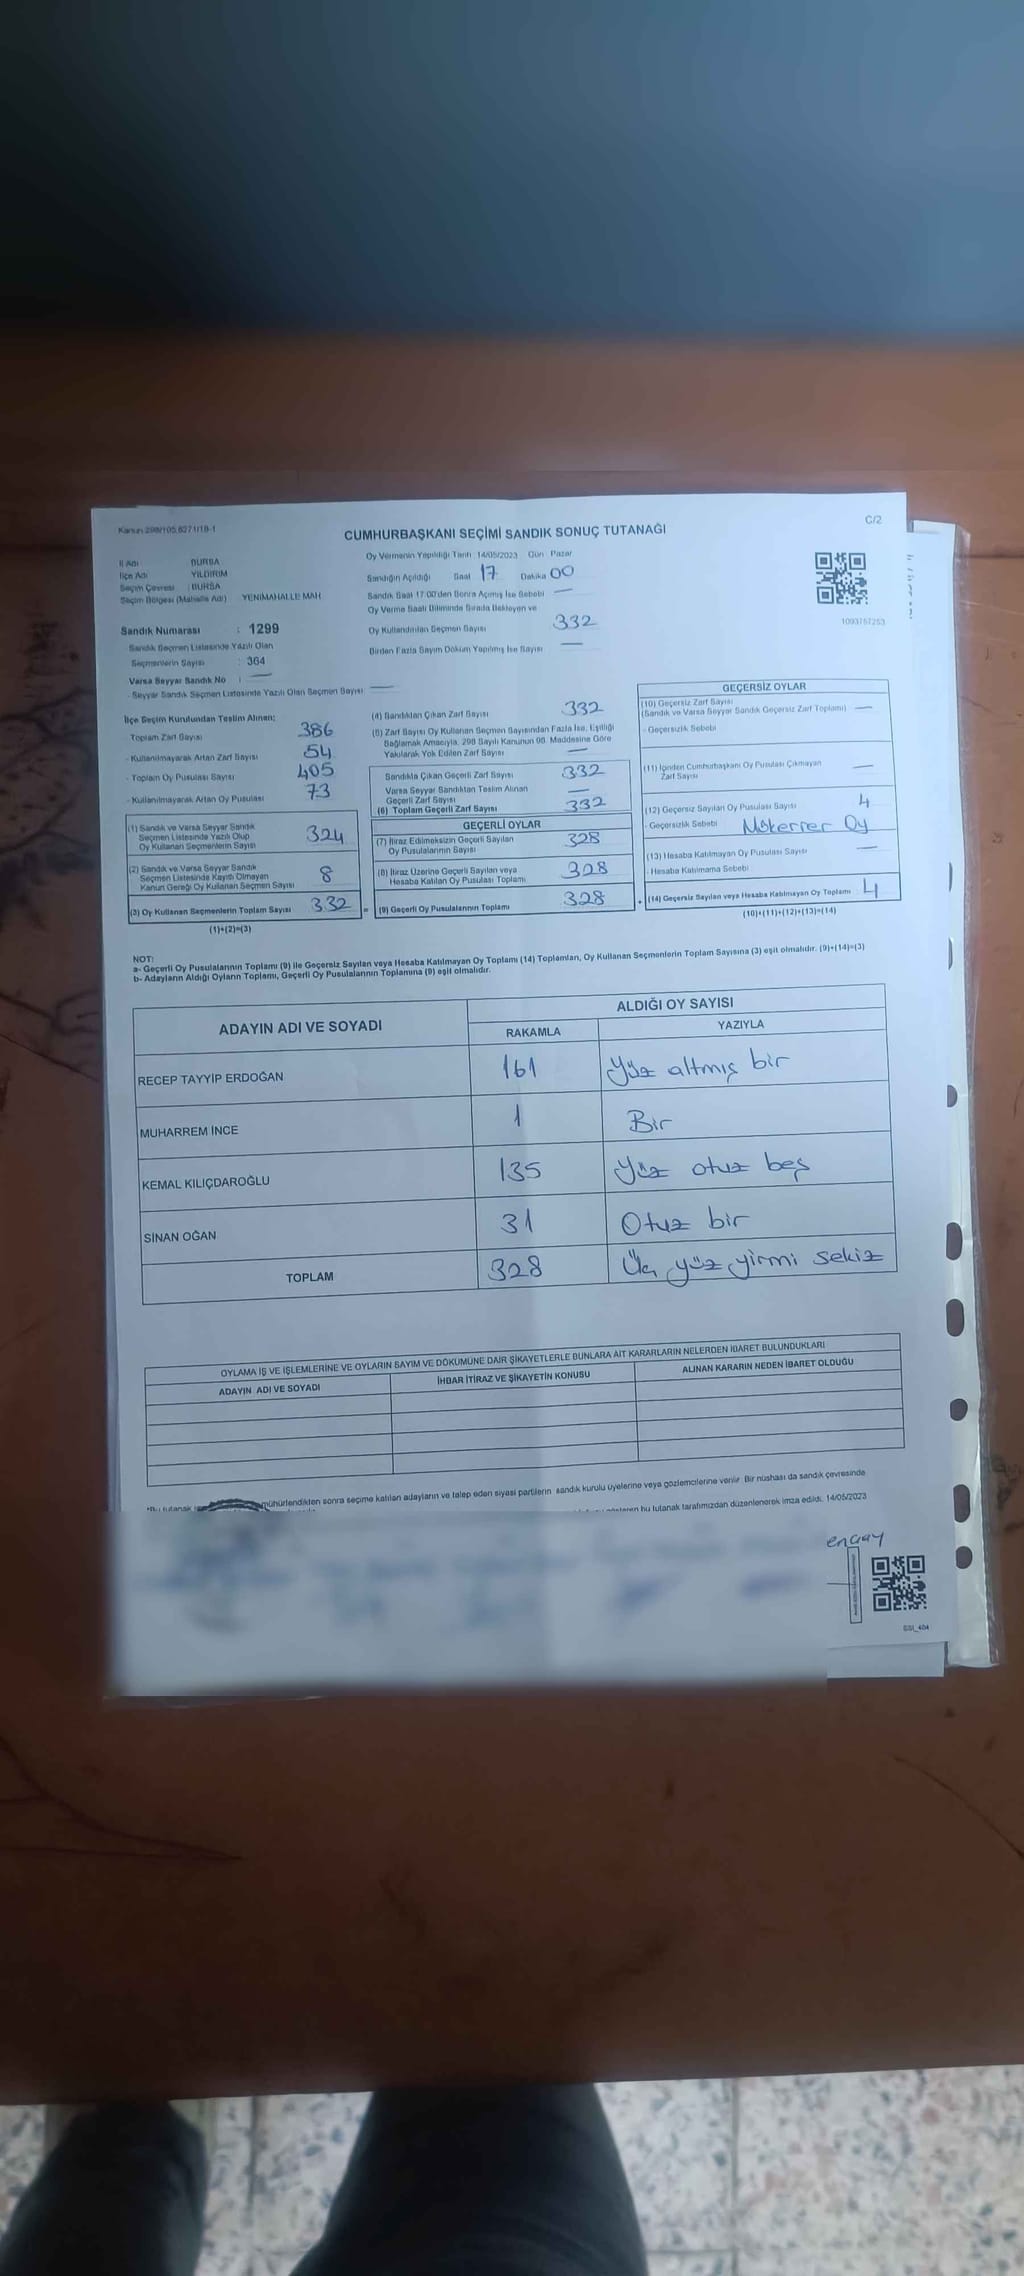 Kanun 298/105,6271/18-1
C/2
CUMHURBAŞKANI SEÇİMİ SANDIK SONUÇ TUTANAĞI
İl Adı BURSA
İlçe Adı YILDIRIM
Seçim Çevresi : BURSA
Seçim Bölgesi (Mahalle Adı) YENİMAHALLE MAH
Sandık Numarası : 1299
Sandık Seçmen Listesinde Yazılı Olan
Seçmenlerin Sayısı : 364
Varsa Seyyar Sandık No : —
- Seyyar Sandık Seçmen Listesinde Yazılı Olan Seçmen Sayısı —
Oy Vermenin Yapıldığı Tarih 14/05/2023 Gün Pazar
Sandığın Açıldığı Saat 17 Dakika 00
Sandık Saat 17.00'den Sonra Açımış İse Sebebi —
Oy Verme Saati Bitiminde Sırada Bekleyen ve
Oy Kullandırılan Seçmen Sayısı 332
Birden Fazla Sayım Döküm Yapılmış İse Sayısı —
1093757253
İlçe Seçim Kurulundan Teslim Alınan;
- Toplam Zarf Sayısı 386
- Kullanılmayarak Artan Zarf Sayısı 54
- Toplam Oy Pusulası Sayısı 405
- Kullanılmayarak Artan Oy Pusulası 73
(1) Sandık ve Varsa Seyyar Sandık
Seçmen Listesinde Yazılı Olup
Oy Kullanan Seçmenlerin Sayısı 324
(2) Sandık ve Varsa Seyyar Sandık
Seçmen Listesinde Kayıtlı Olmayan
Kanun Gereği Oy Kullanan Seçmen Sayısı 8
(3) Oy Kullanan Seçmenlerin Toplam Sayısı 332
(1)+(2)=(3)
(4) Sandıktan Çıkan Zarf Sayısı 332
(5) Zarf Sayısı Oy Kullanan Seçmen Sayısından Fazla İse, Eşitliği
Sağlamak Amacıyla, 298 Sayılı Kanunun 98. Maddesine Göre
Yakılarak Yok Edilen Zarf Sayısı —
Sandıkta Çıkan Geçerli Zarf Sayısı 332
Varsa Seyyar Sandıktan Teslim Alınan
Geçerli Zarf Sayısı —
(6) Toplam Geçerli Zarf Sayısı 332
GEÇERLİ OYLAR
(7) İtiraz Edilmeksizin Geçerli Sayılan
Oy Pusulalarının Sayısı 328
(8) İtiraz Üzerine Geçerli Sayılan veya
Hesaba Katılan Oy Pusulası Toplamı 328
= (9) Geçerli Oy Pusulalarının Toplamı 328
GEÇERSİZ OYLAR
(10) Geçersiz Zarf Sayısı
(Sandık ve Varsa Seyyar Sandık Geçersiz Zarf Toplamı) —
- Geçersizlik Sebebi
(11) İçinden Cumhurbaşkanı Oy Pusulası Çıkmayan
Zarf Sayısı —
(12) Geçersiz Sayılan Oy Pusulası Sayısı 4
- Geçersizlik Sebebi Mükerrer Oy
(13) Hesaba Katılmayan Oy Pusulası Sayısı —
- Hesaba Katılmama Sebebi
+ (14) Geçersiz Sayılan veya Hesaba Katılmayan Oy Toplamı 4
(10)+(11)+(12)+(13)=(14)
NOT:
a- Geçerli Oy Pusulalarının Toplamı (9) ile Geçersiz Sayılan veya Hesaba Katılmayan Oy Toplamı (14) Toplamları, Oy Kullanan Seçmenlerin Toplam Sayısına (3) eşit olmalıdır. (9)+(14)=(3)
b- Adayların Aldığı Oyların Toplamı, Geçerli Oy Pusulalarının Toplamına (9) eşit olmalıdır.
ADAYIN ADI VE SOYADI
ALDIĞI OY SAYISI
RAKAMLA YAZIYLA
RECEP TAYYİP ERDOĞAN 161 Yüz altmış bir
MUHARREM İNCE 1 Bir
KEMAL KILIÇDAROĞLU 135 Yüz otuz beş
SİNAN OĞAN 31 Otuz bir
TOPLAM 328 Üç yüz yirmi sekiz
OYLAMA İŞ VE İŞLEMLERİNE VE OYLARIN SAYIM VE DÖKÜMÜNE DAİR ŞİKAYETLERLE BUNLARA AİT KARARLARIN NELERDEN İBARET BULUNDUKLARI
ADAYIN ADI VE SOYADI İHBAR İTİRAZ VE ŞİKAYETİN KONUSU ALINAN KARARIN NEDEN İBARET OLDUĞU
*Bu tutanak mühürlendikten sonra seçime katılan adayların ve talep eden siyasi partilerin sandık kurulu üyelerine veya gözlemcilerine verilir. Bir nüshası da sandık çevresinde
bu tutanak tarafımızdan düzenlenerek imza edildi. 14/05/2023